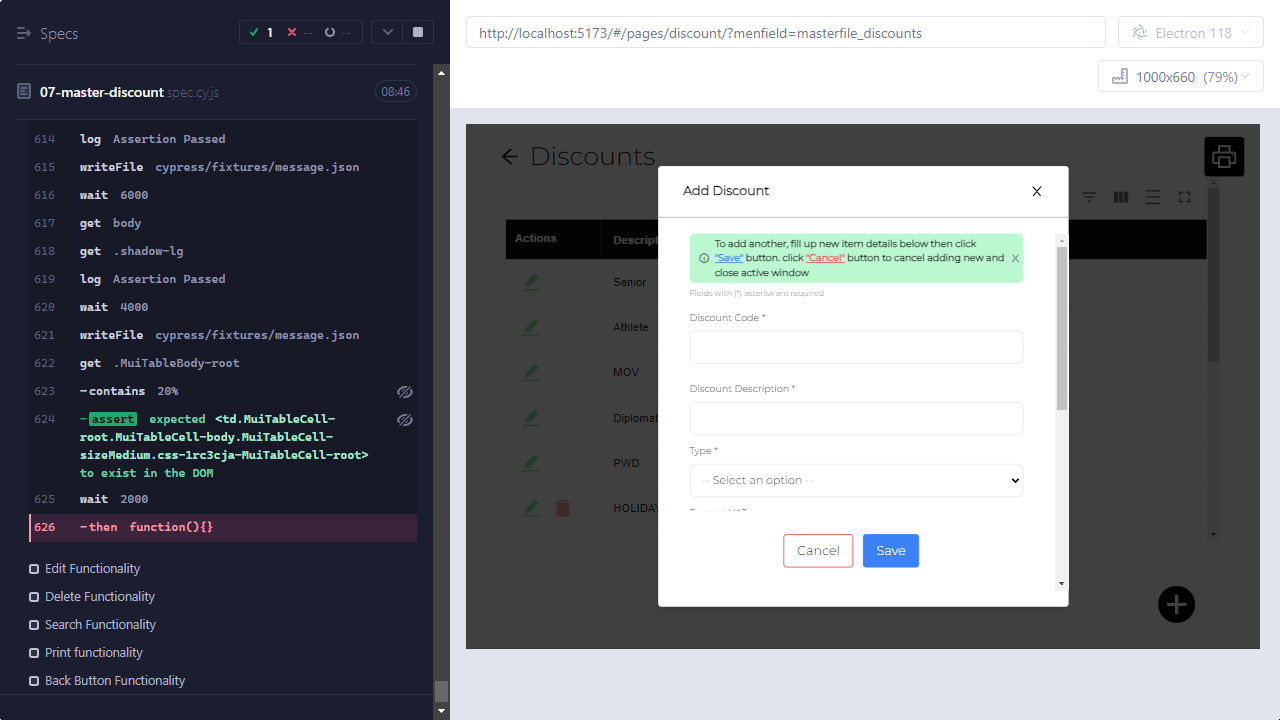 Specs
1 -- --
07-master-discount spec.cy.js 08:46
614 log Assertion Passed
615 writeFile cypress/fixtures/message.json
616 wait 6000
617 get body
618 get .shadow-lg
619 log Assertion Passed
620 wait 4000
621 writeFile cypress/fixtures/message.json
622 get .MuiTableBody-root
623 -contains 20%
624 -assert expected <td.MuiTableCell-
root.MuiTableCell-body.MuiTableCell-
sizeMedium.css-1rc3cja-MuiTableCell-root>
to exist in the DOM
625 wait 2000
626 -then function(){}
Edit Functionality
Delete Functionality
Search Functionality
Print functionality
Back Button Functionality
http://localhost:5173/#/pages/discount/?menfield=masterfile_discounts
Electron 118
1000x660 (79%)
Discounts
Actions Descript
Senior
Athlete
MOV
Diplomat
PWD
HOLIDAY
Add Discount X
To add another, fill up new item details below then click
"Save" button. click "Cancel" button to cancel adding new and X
close active window
Fields with (*) asterisk are required
Discount Code *
Discount Description *
Type *
-- Select an option --
Cancel Save